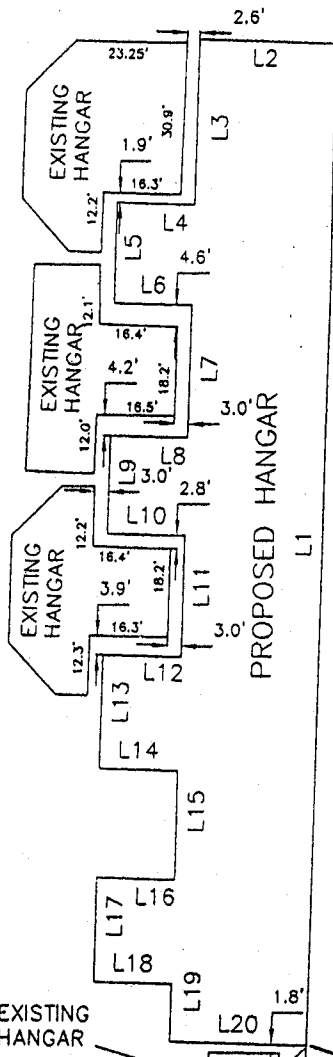 2.6'
23.25'
L2
EXISTING
HANGAR
30.9'
L3
1.9'
16.3'
12.2'
L4
L5
4.6'
L6
12.1'
16.4'
EXISTING
HANGAR
18.2'
L7
4.2'
16.5'
3.0'
12.0'
L8
L9
3.0'
2.8'
L10
12.2'
16.4'
EXISTING
HANGAR
18.2'
L11
PROPOSED HANGAR
L1
3.9'
16.3'
3.0'
12.3'
L12
L13
L14
L15
L16
L17
L18
L19
1.8'
EXISTING
HANGAR
L20